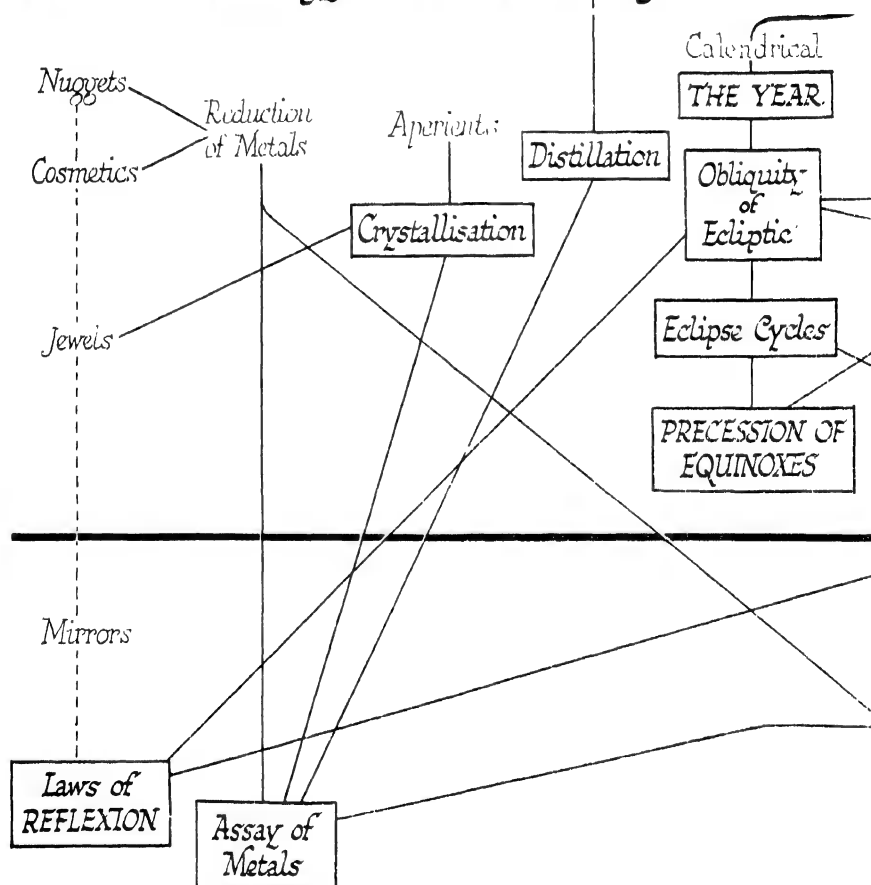 Calendrical
Nuggets
THE YEAR.
Reduction
of Metals
Aperients
Distillation
Cosmetics
Obliquity
of
Ecliptic
Crystallisation
Jewels
Eclipse Cycles
PRECESSION OF
EQUINOXES
Mirrors
Laws of
REFLEXION
Assay of
Metals